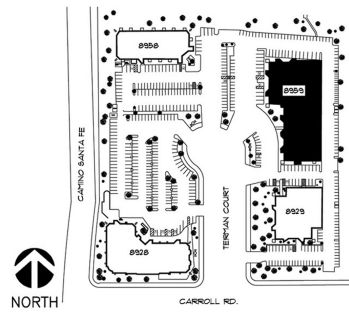 8958
8959
CAMINO SANTA FE
TERMAN COURT
8929
8928
NORTH
CARROLL RD.